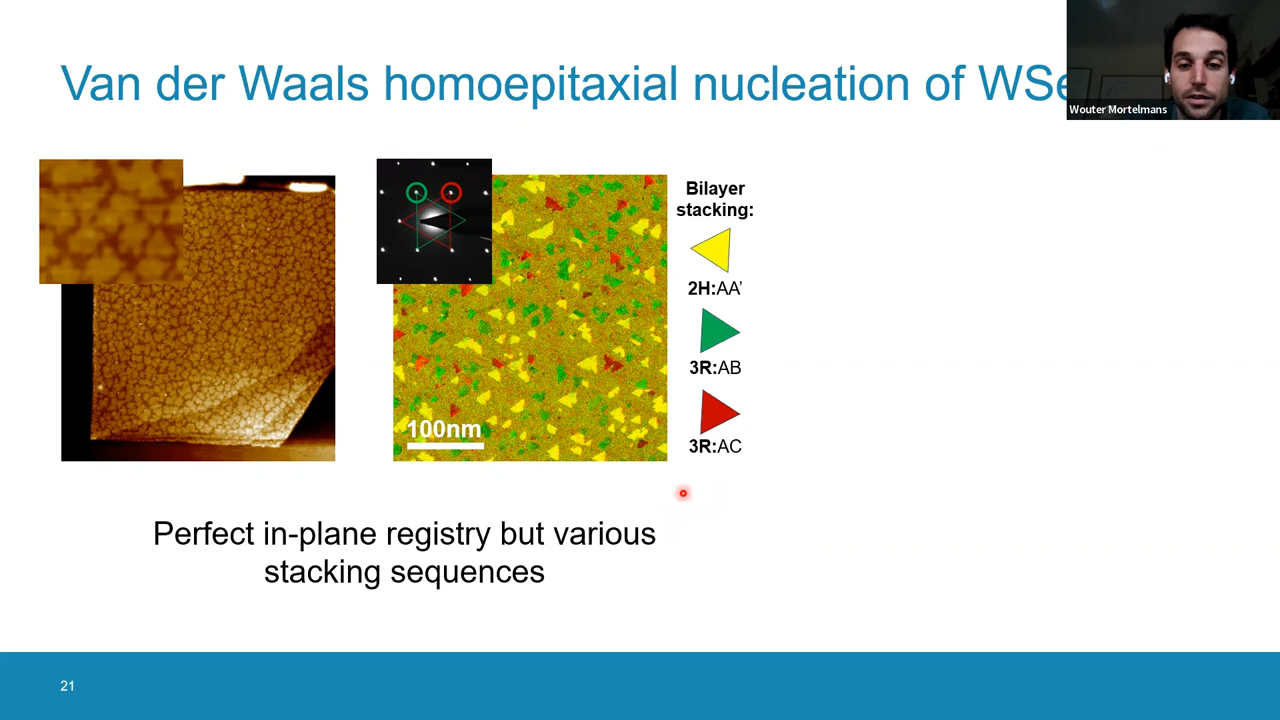 Van der Waals homoepitaxial nucleation of WSe
Wouter Mortelmans
Bilayer
stacking:
2H:AA'
3R:AB
3R:AC
100nm
Perfect in-plane registry but various
stacking sequences
21